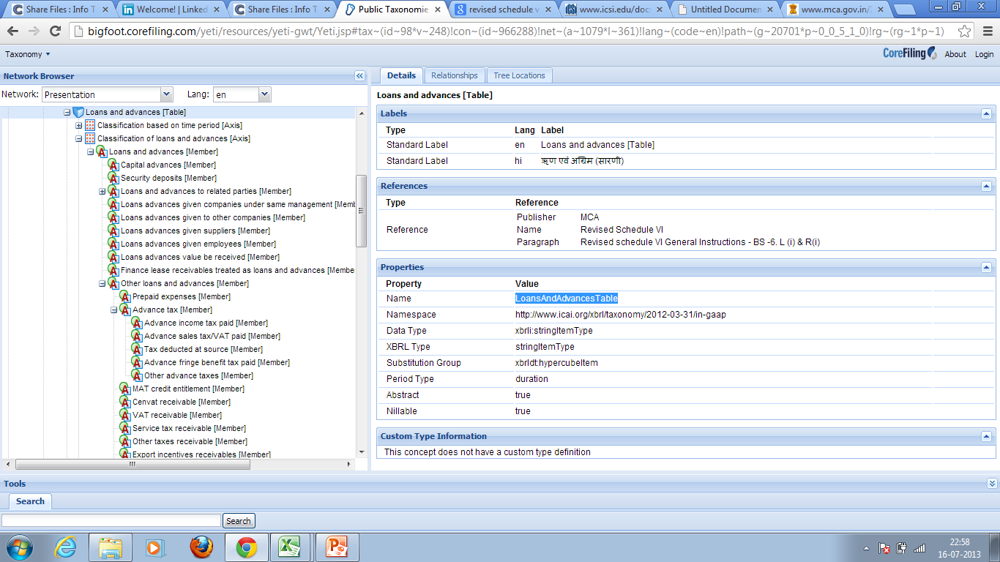 Share Files : Info T
Welcome! | Linked
Share Files : Info T
Public Taxonomie
revised schedule v
www.icsi.edu/doc
Untitled Documen
www.mca.gov.in/
bigfoot.corefiling.com/yeti/resources/yeti-gwt/Yeti.jsp#tax~(id~98*v~248)!con~(id~966288)!net~(a~1079*l~361)!lang~(code~en)!path~(g~20701*p~0_0_5_1_0)!rg~(rg~1*p~1)
Taxonomy
CoreFiling About Login
Network Browser
Network: Presentation Lang: en
Loans and advances [Table]
Classification based on time period [Axis]
Classification of loans and advances [Axis]
Loans and advances [Member]
Capital advances [Member]
Security deposits [Member]
Loans and advances to related parties [Member]
Loans advances given companies under same management [Memb
Loans advances given to other companies [Member]
Loans advances given suppliers [Member]
Loans advances given employees [Member]
Loans advances value be received [Member]
Finance lease receivables treated as loans and advances [Membe
Other loans and advances [Member]
Prepaid expenses [Member]
Advance tax [Member]
Advance income tax paid [Member]
Advance sales tax/VAT paid [Member]
Tax deducted at source [Member]
Advance fringe benefit tax paid [Member]
Other advance taxes [Member]
MAT credit entitlement [Member]
Cenvat receivable [Member]
VAT receivable [Member]
Service tax receivable [Member]
Other taxes receivable [Member]
Export incentives receivables [Member]
Details Relationships Tree Locations
Loans and advances [Table]
Labels
Type Lang Label
Standard Label en Loans and advances [Table]
Standard Label hi ऋण एवं अग्रिम (सारणी)
References
Type Reference
Reference
Publisher MCA
Name Revised Schedule VI
Paragraph Revised schedule VI General Instructions - BS -6. L (i) & R(i)
Properties
Property Value
Name LoansAndAdvancesTable
Namespace http://www.icai.org/xbrl/taxonomy/2012-03-31/in-gaap
Data Type xbrli:stringItemType
XBRL Type stringItemType
Substitution Group xbrldt:hypercubeItem
Period Type duration
Abstract true
Nillable true
Custom Type Information
This concept does not have a custom type definition
Tools
Search
Search
22:58
16-07-2013